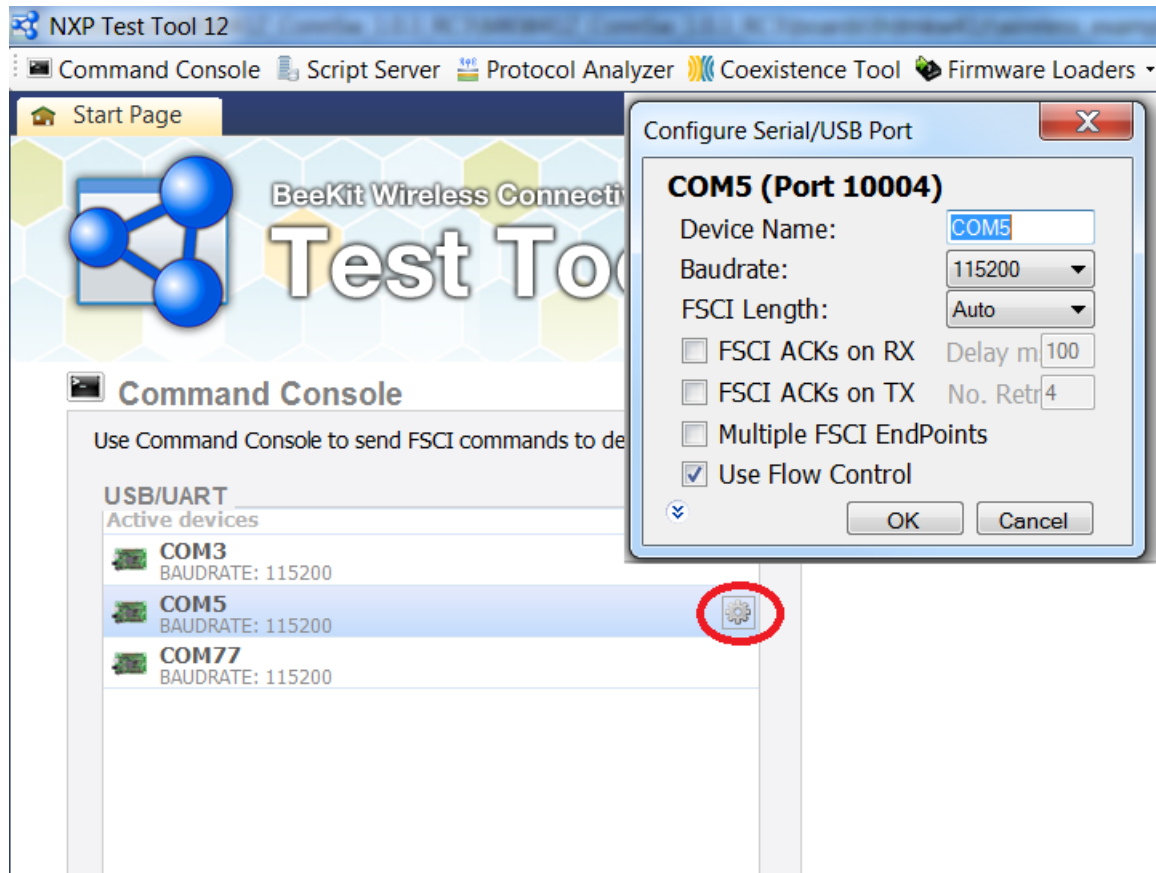 NXP Test Tool 12
Command Console Script Server Protocol Analyzer Coexistence Tool Firmware Loaders
Start Page
BeeKit Wireless Connecti
Test To
Command Console
Use Command Console to send FSCI commands to de
USB/UART
Active devices
COM3
BAUDRATE: 115200
COM5
BAUDRATE: 115200
COM77
BAUDRATE: 115200
Configure Serial/USB Port
COM5 (Port 10004)
Device Name: COM5
Baudrate: 115200
FSCI Length: Auto
FSCI ACKs on RX Delay m 100
FSCI ACKs on TX No. Retr 4
Multiple FSCI EndPoints
Use Flow Control
OK Cancel